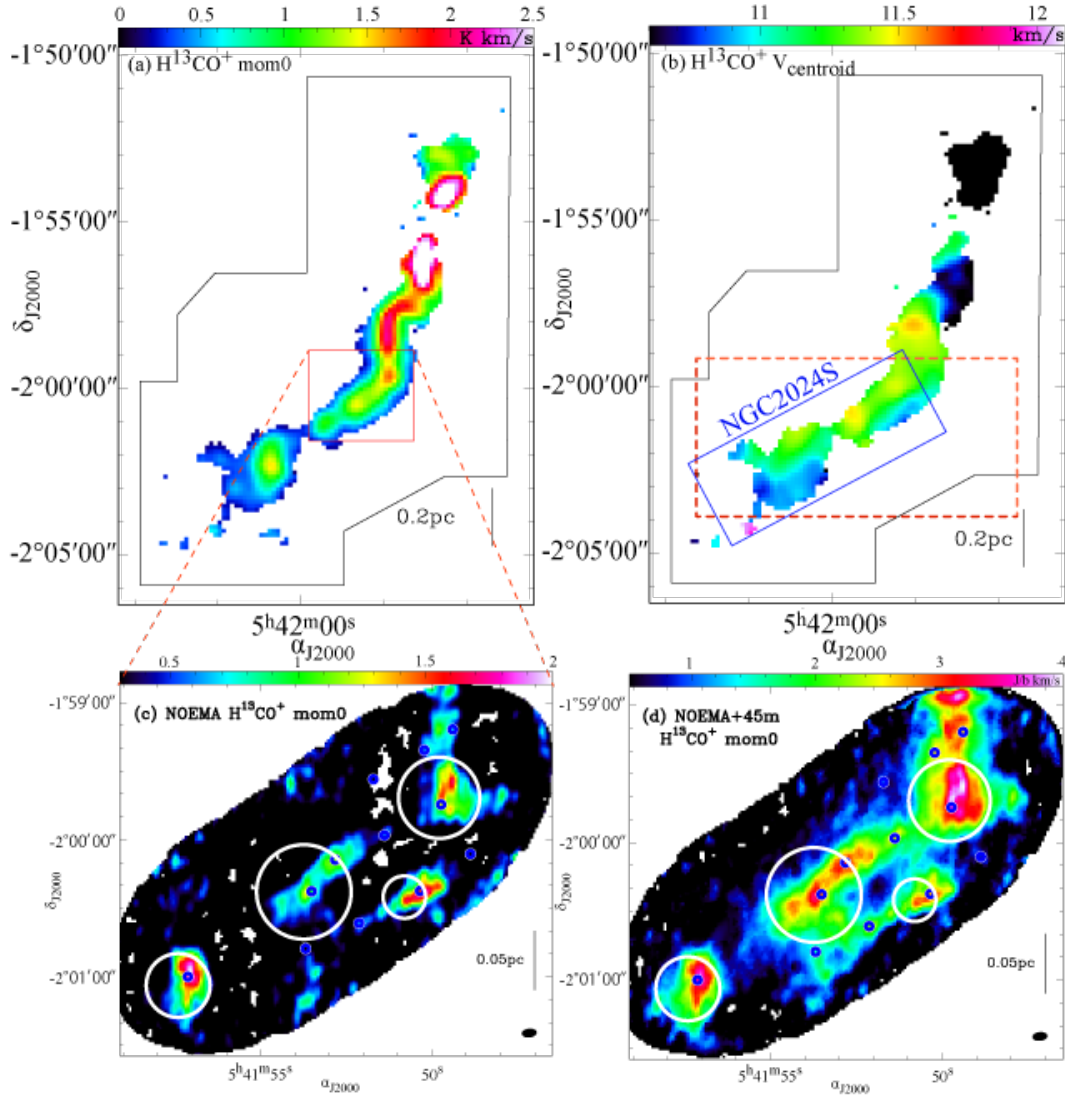 0 0.5 1 1.5 2 2.5
K km/s
(a) H¹³CO⁺ mom0
-1°50′00″
-1°55′00″
-2°00′00″
-2°05′00″
δJ2000
0.2pc
5ʰ42ᵐ00ˢ
αJ2000
11 11.5 12
km/s
(b) H¹³CO⁺ Vcentroid
-1°50′00″
-1°55′00″
-2°00′00″
-2°05′00″
δJ2000
NGC2024S
0.2pc
5ʰ42ᵐ00ˢ
αJ2000
0.5 1 1.5 2
(c) NOEMA H¹³CO⁺ mom0
-1°59′00″
-2°00′00″
-2°01′00″
δJ2000
0.05pc
5ʰ41ᵐ55ˢ 50ˢ
αJ2000
1 2 3 4
J/b km/s
(d) NOEMA+45m
H¹³CO⁺ mom0
-1°59′00″
-2°00′00″
-2°01′00″
δJ2000
0.05pc
5ʰ41ᵐ55ˢ 50ˢ
αJ2000